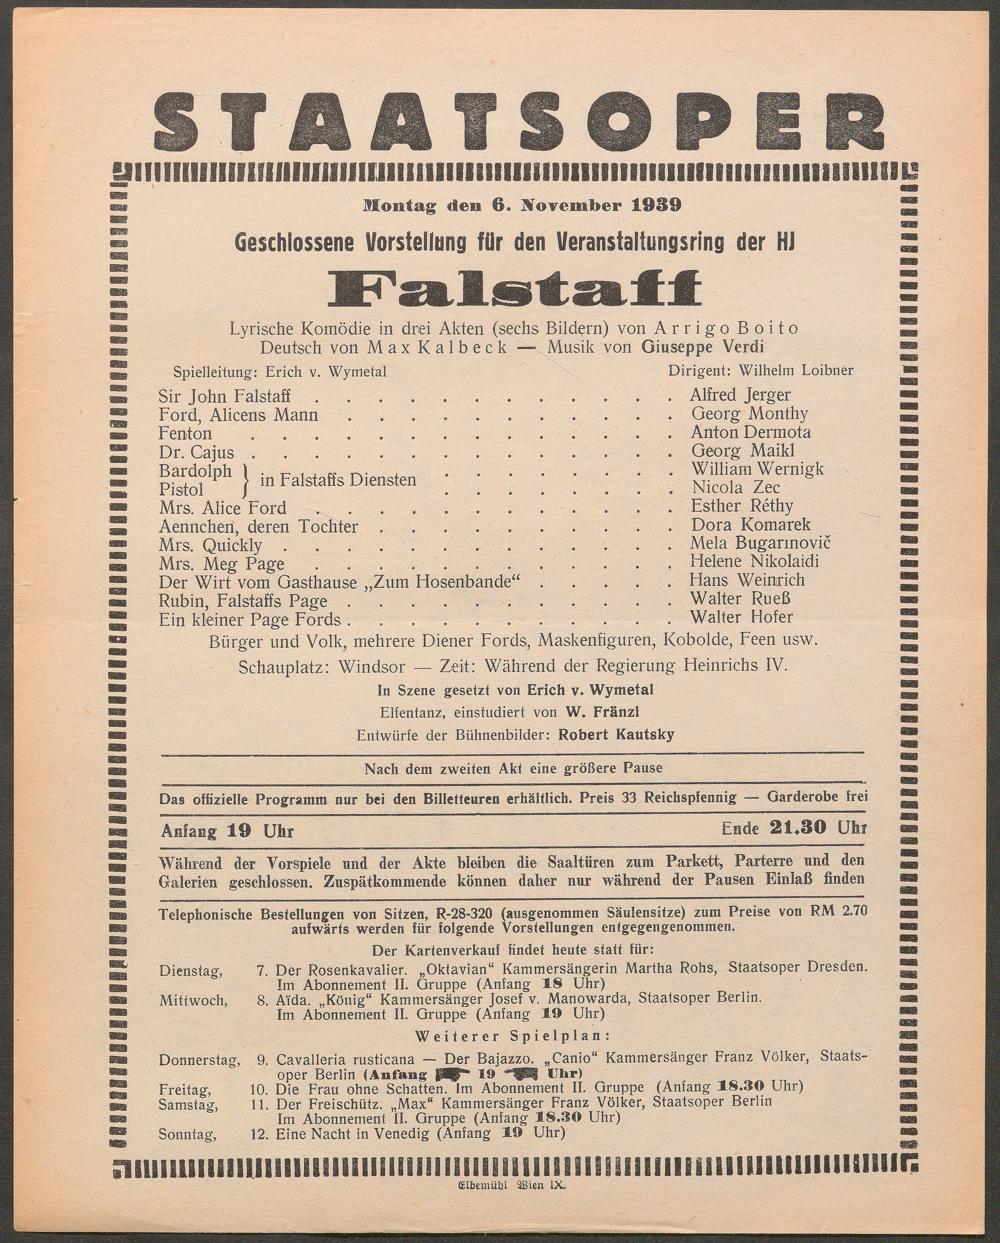 STAATSOPER
Montag den 6. November 1939
Geschlossene Vorstellung für den Veranstaltungsring der HJ
Falstaff
Lyrische Komödie in drei Akten (sechs Bildern) von Arrigo Boito
Deutsch von Max Kalbeck — Musik von Giuseppe Verdi
Spielleitung: Erich v. Wymetal Dirigent: Wilhelm Loibner
Sir John Falstaff . . . . . . . . . . . . Alfred Jerger
Ford, Alicens Mann . . . . . . . . . . . Georg Monthy
Fenton . . . . . . . . . . . . . . Anton Dermota
Dr. Cajus . . . . . . . . . . . . . . Georg Maikl
Bardolph } in Falstaffs Diensten . . . . . . . . William Wernigk
Pistol . . . . . . . . Nicola Zec
Mrs. Alice Ford . . . . . . . . . . . . Esther Réthy
Aennchen, deren Tochter . . . . . . . . . . Dora Komarek
Mrs. Quickly . . . . . . . . . . . . . Mela Bugarinovič
Mrs. Meg Page . . . . . . . . . . . . Helene Nikolaidi
Der Wirt vom Gasthause „Zum Hosenbande“ . . . . . Hans Weinrich
Rubin, Falstaffs Page . . . . . . . . . . . Walter Rueß
Ein kleiner Page Fords . . . . . . . . . . . Walter Hofer
Bürger und Volk, mehrere Diener Fords, Maskenfiguren, Kobolde, Feen usw.
Schauplatz: Windsor — Zeit: Während der Regierung Heinrichs IV.
In Szene gesetzt von Erich v. Wymetal
Elfentanz, einstudiert von W. Fränzl
Entwürfe der Bühnenbilder: Robert Kautsky
Nach dem zweiten Akt eine größere Pause
Das offizielle Programm nur bei den Billetteuren erhältlich. Preis 33 Reichspfennig — Garderobe frei
Anfang 19 Uhr Ende 21.30 Uhr
Während der Vorspiele und der Akte bleiben die Saaltüren zum Parkett, Parterre und den
Galerien geschlossen. Zuspätkommende können daher nur während der Pausen Einlaß finden
Telephonische Bestellungen von Sitzen, R-28-320 (ausgenommen Säulensitze) zum Preise von RM 2.70
aufwärts werden für folgende Vorstellungen entgegengenommen.
Der Kartenverkauf findet heute statt für:
Dienstag, 7. Der Rosenkavalier. „Oktavian“ Kammersängerin Martha Rohs, Staatsoper Dresden.
Im Abonnement II. Gruppe (Anfang 18 Uhr)
Mittwoch, 8. Aïda. „König“ Kammersänger Josef v. Manowarda, Staatsoper Berlin.
Im Abonnement II. Gruppe (Anfang 19 Uhr)
Weiterer Spielplan:
Donnerstag, 9. Cavalleria rusticana — Der Bajazzo. „Canio“ Kammersänger Franz Völker, Staats-
oper Berlin (Anfang 19 Uhr)
Freitag, 10. Die Frau ohne Schatten. Im Abonnement II. Gruppe (Anfang 18.30 Uhr)
Samstag, 11. Der Freischütz. „Max“ Kammersänger Franz Völker, Staatsoper Berlin
Im Abonnement II. Gruppe (Anfang 18.30 Uhr)
Sonntag, 12. Eine Nacht in Venedig (Anfang 19 Uhr)
Elbemühl Wien IX.